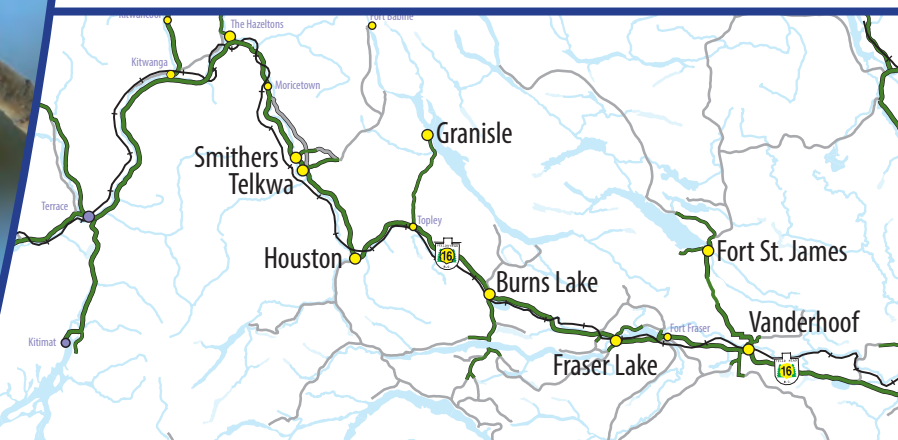 Kitwancool
Fort Babine
The Hazeltons
Kitwanga
Moricetown
Granisle
Smithers
Telkwa
Terrace
Topley
Houston
16
Fort St. James
Burns Lake
Kitimat
Fort Fraser
Vanderhoof
Fraser Lake
16